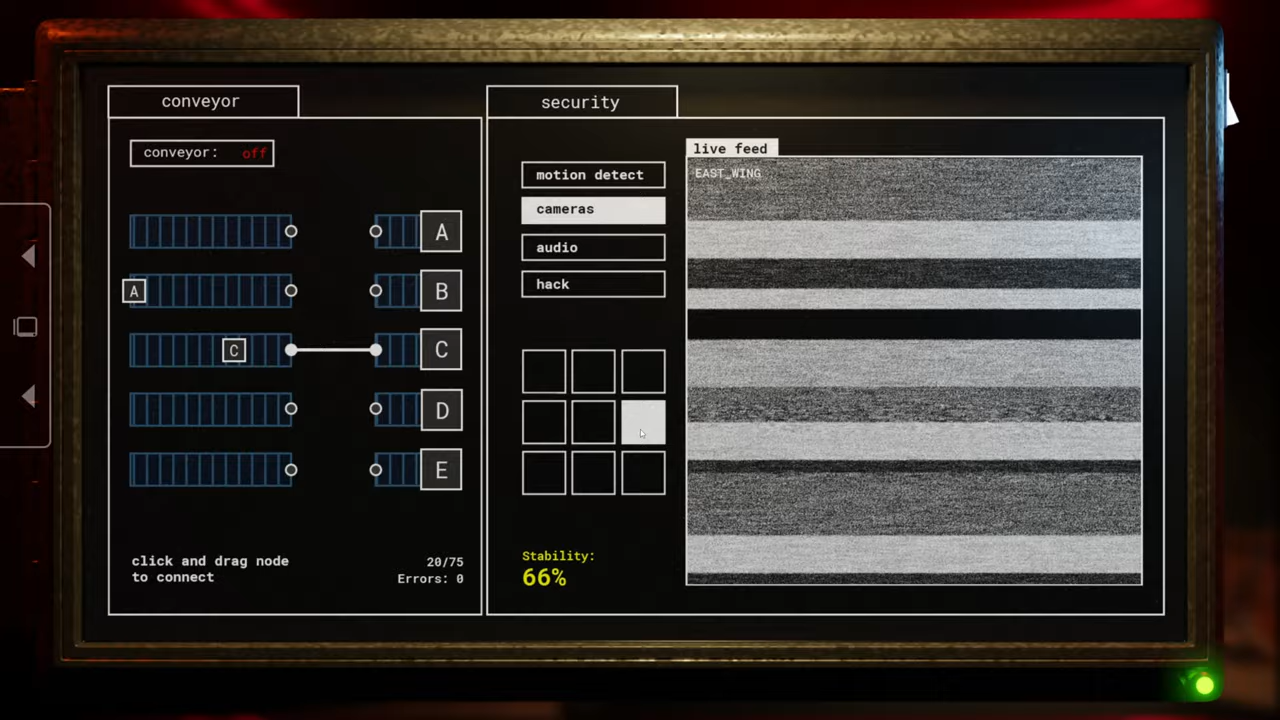 conveyor
conveyor: off
A
A
B
C
C
D
E
click and drag node
to connect
20/75
Errors: 0
security
motion detect
cameras
audio
hack
Stability:
66%
live feed
EAST_WING